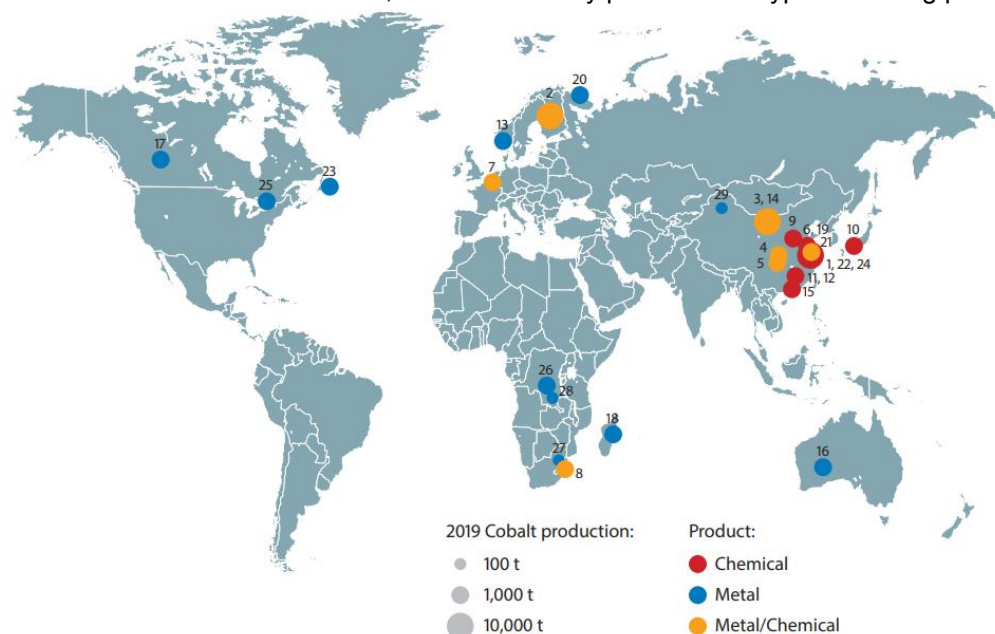 20
2
13
17
7
23
25
29
3, 14
9
6, 19
10
21
4
5
1, 22, 24
11, 12
15
26
28
18
27
8
16
2019 Cobalt production:
100 t
1,000 t
10,000 t
Product:
Chemical
Metal
Metal/Chemical